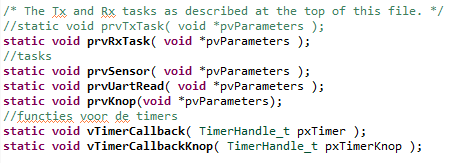 /* The Tx and Rx tasks as described at the top of this file. */
//static void prvTxTask( void *pvParameters );
static void prvRxTask( void *pvParameters );
//tasks
static void prvSensor( void *pvParameters );
static void prvUartRead( void *pvParameters );
static void prvKnop(void *pvParameters);
//functies voor de timers
static void vTimerCallback( TimerHandle_t pxTimer );
static void vTimerCallbackKnop( TimerHandle_t pxTimerKnop );